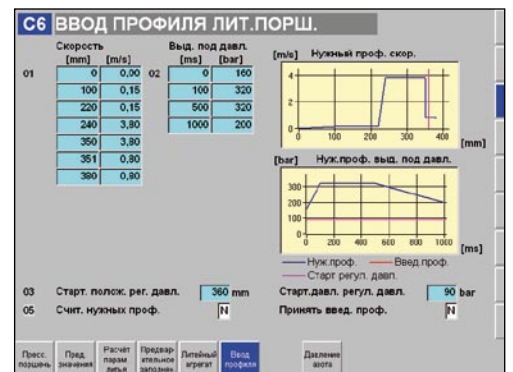 C6 ВВОД ПРОФИЛЯ ЛИТ.ПОРШ.
Скорость Выд. под давл.
[mm] [m/s] [ms] [bar]
01 0 0,00 02 0 160
100 0,15 100 320
220 0,15 500 320
240 3,80 1000 200
350 3,80
351 0,80
380 0,80
[m/s] Нужный проф. скор.
4
2
0
0 100 200 300 400 [mm]
[bar] Нуж.проф. выд. под давл.
300
200
100
0
0 200 400 600 800 1000 [ms]
Нуж.проф. Введ.проф.
Старт регул. давл.
03 Старт. полож. рег. давл. 360 mm Старт.давл. регул. давл. 90 bar
05 Счит. нужных проф. N Принять введ. проф. N
Пресс. поршень
Пред. значения
Расчёт парам. литья
Предварительное заполнен.
Литейный агрегат
Ввод профиля
Давление азота